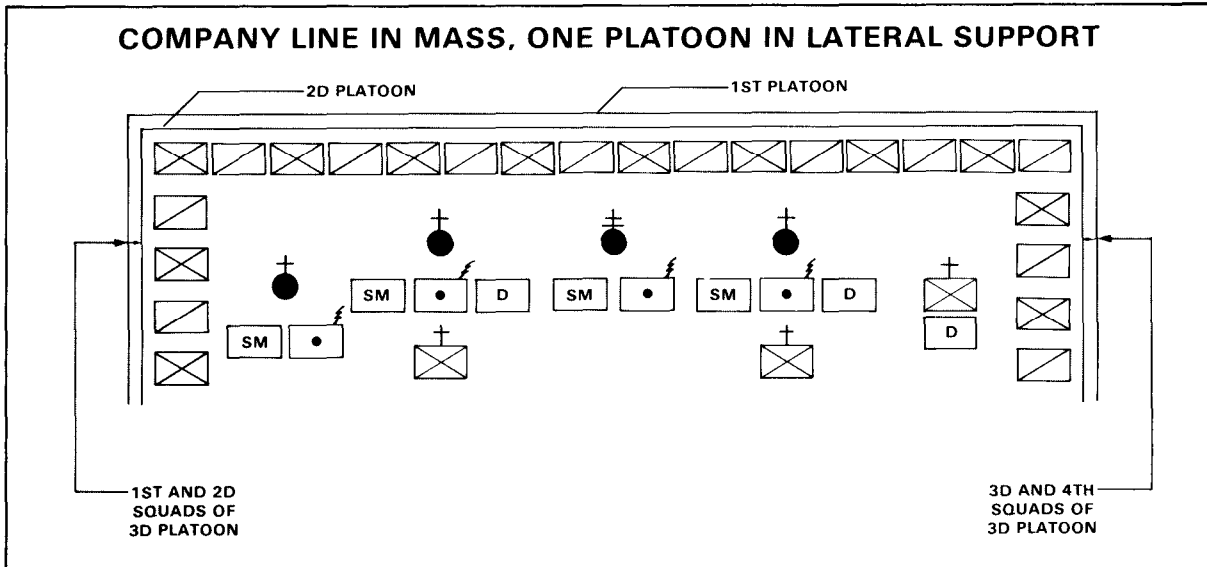 COMPANY LINE IN MASS, ONE PLATOON IN LATERAL SUPPORT
2D PLATOON
1ST PLATOON
SM
D
SM
SM
D
SM
D
1ST AND 2D
SQUADS OF
3D PLATOON
3D AND 4TH
SQUADS OF
3D PLATOON